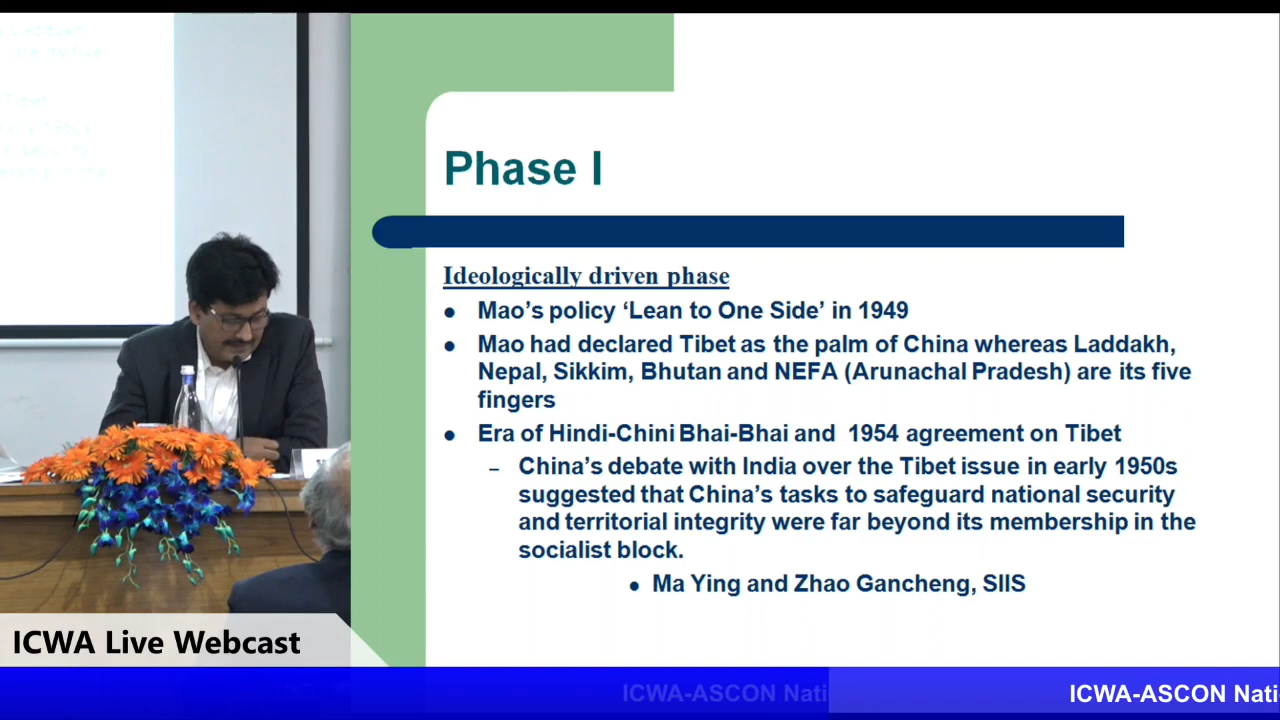 Phase I
Ideologically driven phase
● Mao's policy 'Lean to One Side' in 1949
● Mao had declared Tibet as the palm of China whereas Laddakh,
Nepal, Sikkim, Bhutan and NEFA (Arunachal Pradesh) are its five
fingers
● Era of Hindi-Chini Bhai-Bhai and 1954 agreement on Tibet
– China's debate with India over the Tibet issue in early 1950s
suggested that China's tasks to safeguard national security
and territorial integrity were far beyond its membership in the
socialist block.
● Ma Ying and Zhao Gancheng, SIIS
ICWA Live Webcast
ICWA-ASCON Nati ICWA-ASCON Nati